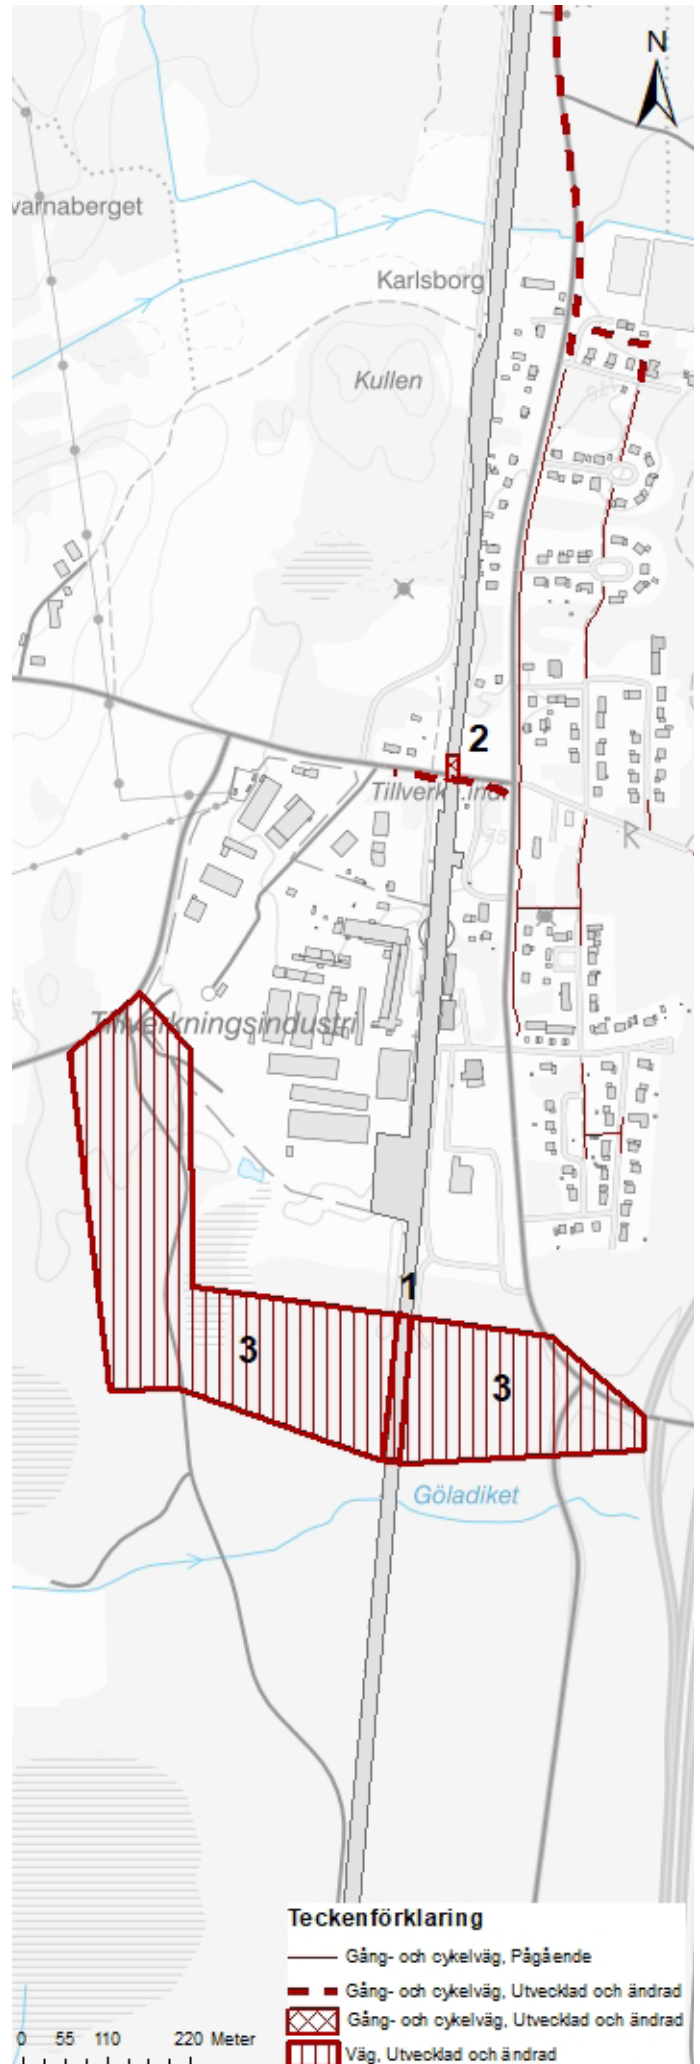 N
varnaberget
Karlsborg
Kullen
2
Tillverk
175
R
Tillverkningsindustri
1
3
3
Göladiket
Teckenförklaring
Gång- och cykelväg, Pågående
Gång- och cykelväg, Utvecklad och ändrad
Gång- och cykelväg, Utvecklad och ändrad
0 55 110 220 Meter
Väg, Utvecklad och ändrad